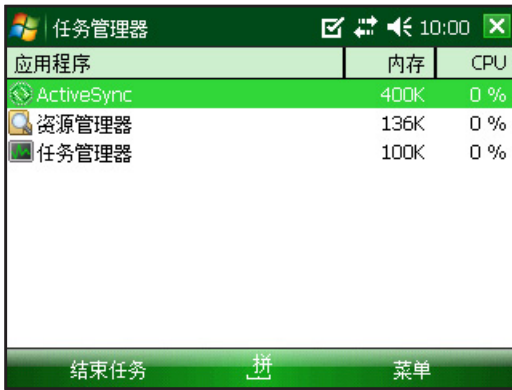 任务管理器 10:00
应用程序 内存 CPU
ActiveSync 400K 0 %
资源管理器 136K 0 %
任务管理器 100K 0 %
结束任务 拼 菜单